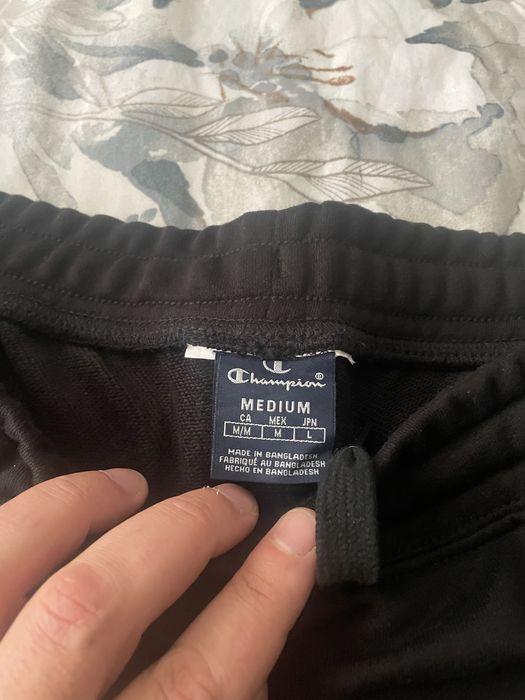 Champion®
MEDIUM
CA MEX JPN
M/M M L
MADE IN BANGLADESH
FABRIQUÉ AU BANGLADESH
HECHO EN BANGLADESH